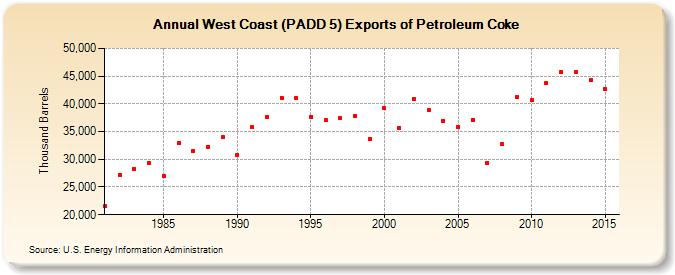 Annual West Coast (PADD 5) Exports of Petroleum Coke
Thousand Barrels
50,000
45,000
40,000
35,000
30,000
25,000
20,000
1985 1990 1995 2000 2005 2010 2015
Source: U.S. Energy Information Administration